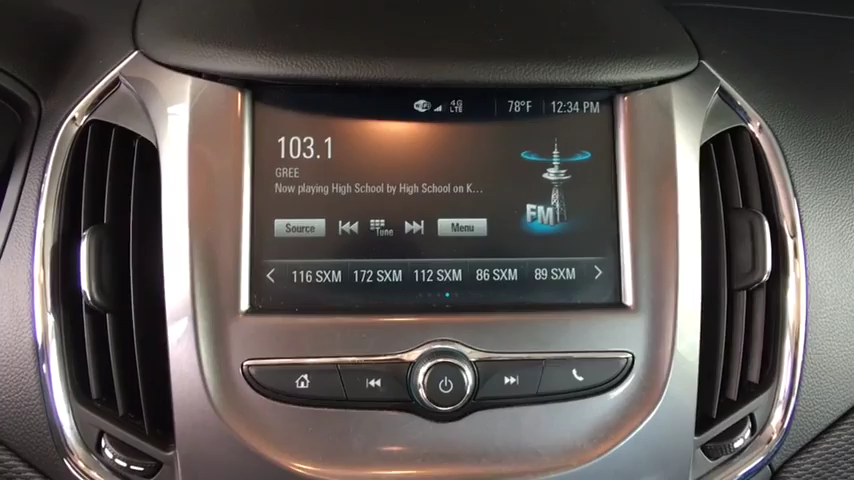 4G LTE 78°F 12:34 PM
103.1
GREE
Now playing High School by High School on K...
FM
Source Tune Menu
116 SXM 172 SXM 112 SXM 86 SXM 89 SXM